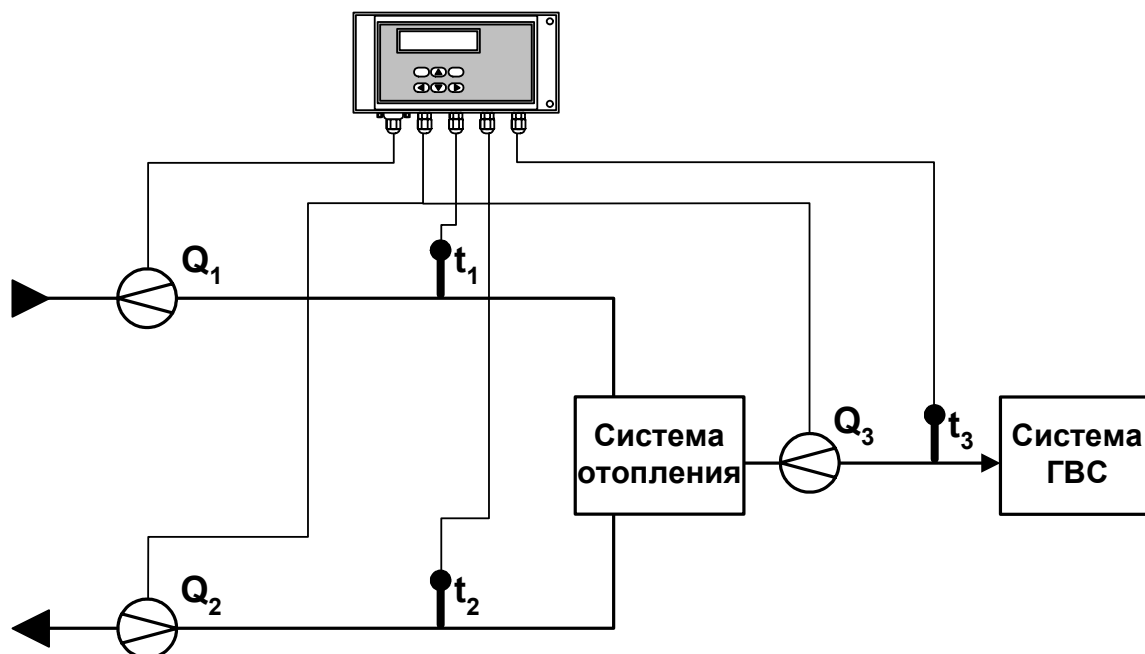 Q1
t1
Система
отопления
Q3
t3
Система
ГВС
Q2
t2